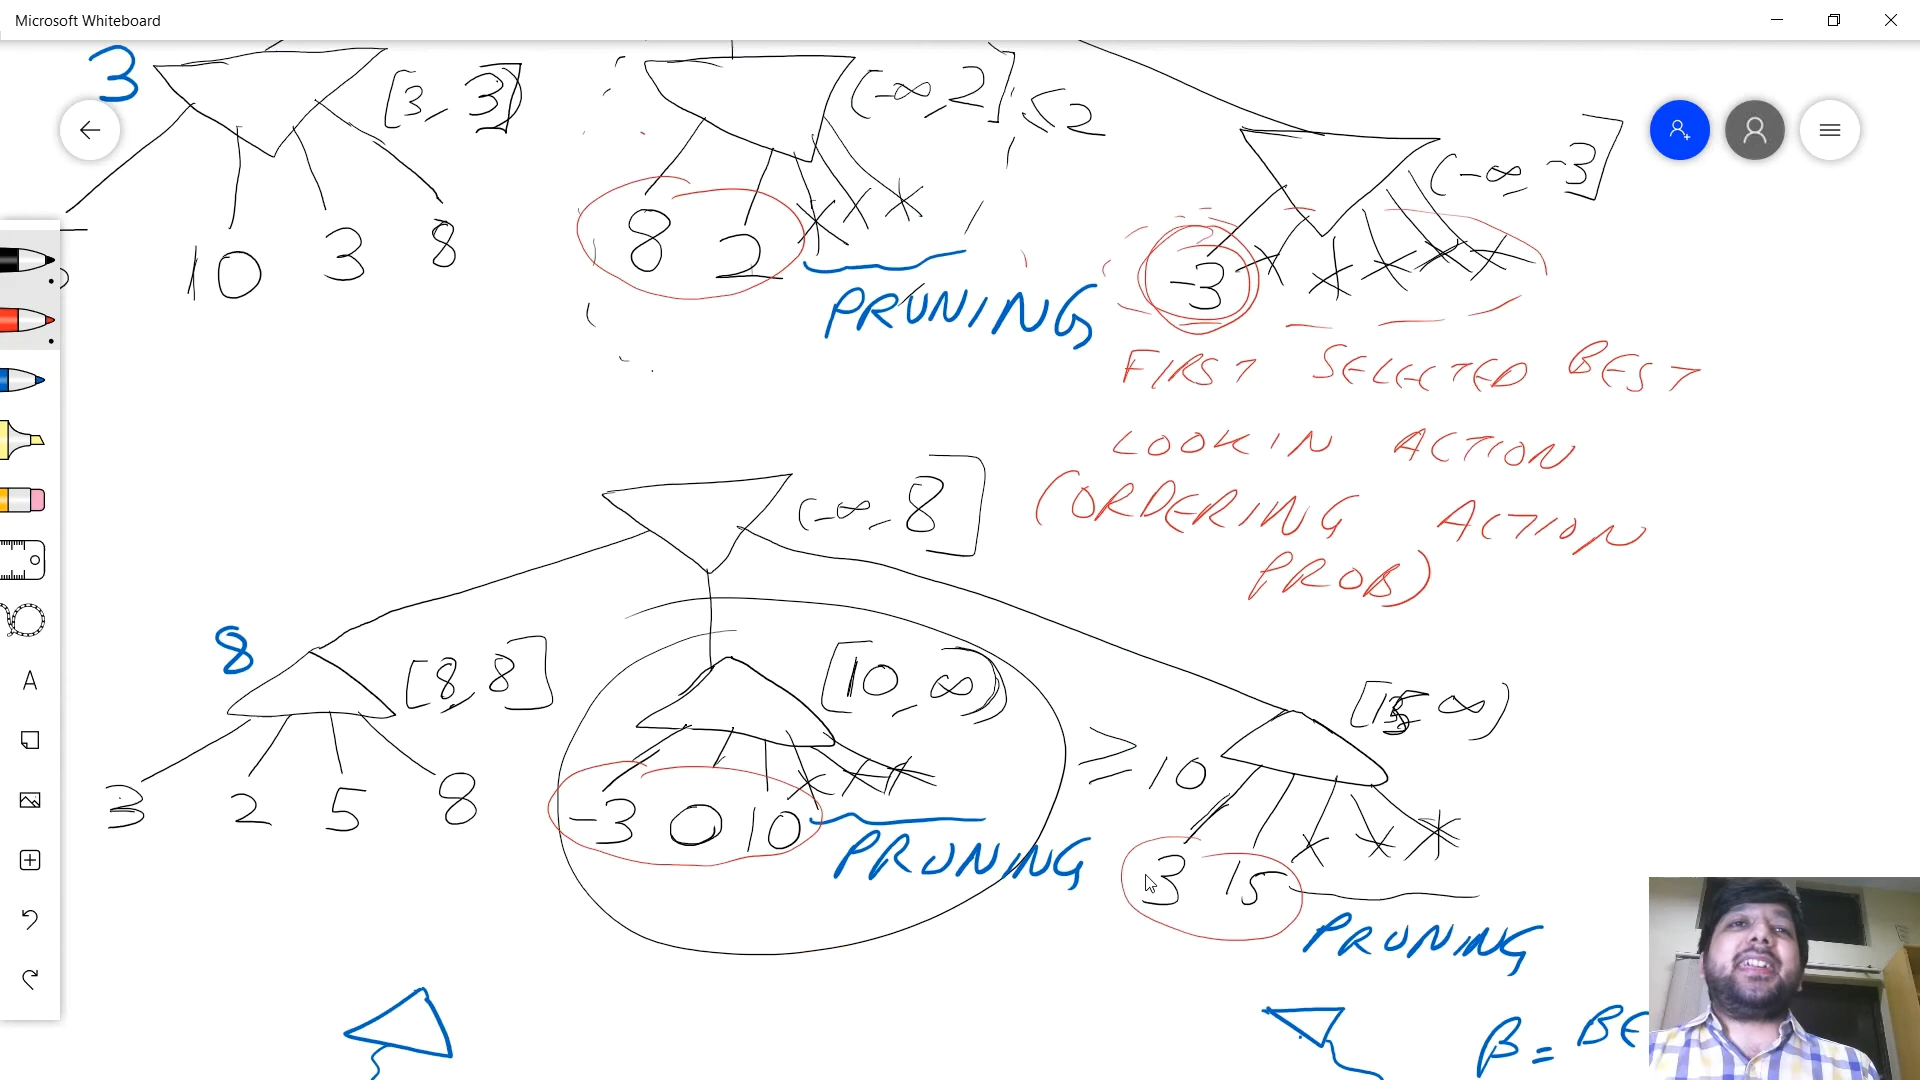 Microsoft Whiteboard
3 [3, 3] (-∞, 2] ≤2 (-∞, -3]
10 3 8 8 2 -3
PRUNING
FIRST SELECTED BEST
LOOKIN ACTION
(ORDERING ACTION
PROB)
(-∞, 8]
8 [8, 8] [10, ∞) ≥10 [15 ∞)
3 2 5 8 -3 0 10 3 15
PRUNING
PRUNING
β = BE
A